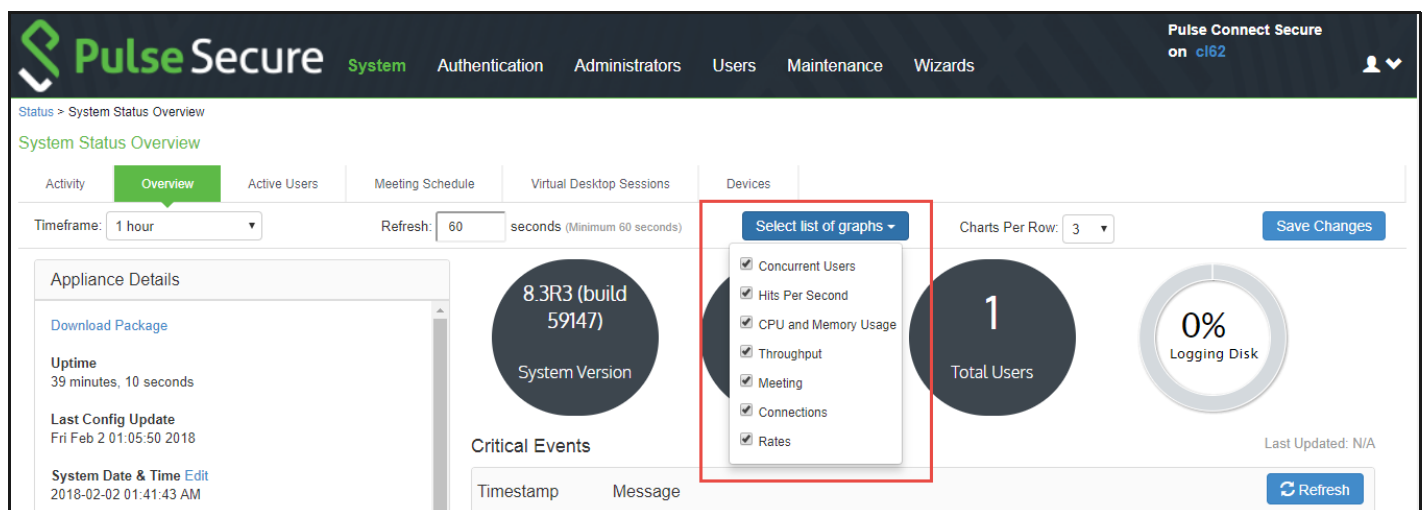 Pulse Secure
System Authentication Administrators Users Maintenance Wizards
Pulse Connect Secure
on cl62
Status > System Status Overview
System Status Overview
Activity Overview Active Users Meeting Schedule Virtual Desktop Sessions Devices
Timeframe: 1 hour Refresh: 60 seconds (Minimum 60 seconds) Select list of graphs Charts Per Row: 3 Save Changes
Appliance Details
Download Package
Uptime
39 minutes, 10 seconds
Last Config Update
Fri Feb 2 01:05:50 2018
System Date & Time Edit
2018-02-02 01:41:43 AM
8.3R3 (build
59147)
System Version
Concurrent Users
Hits Per Second
CPU and Memory Usage
Throughput
Meeting
Connections
Rates
1
Total Users
0%
Logging Disk
Critical Events
Last Updated: N/A
Timestamp Message
Refresh